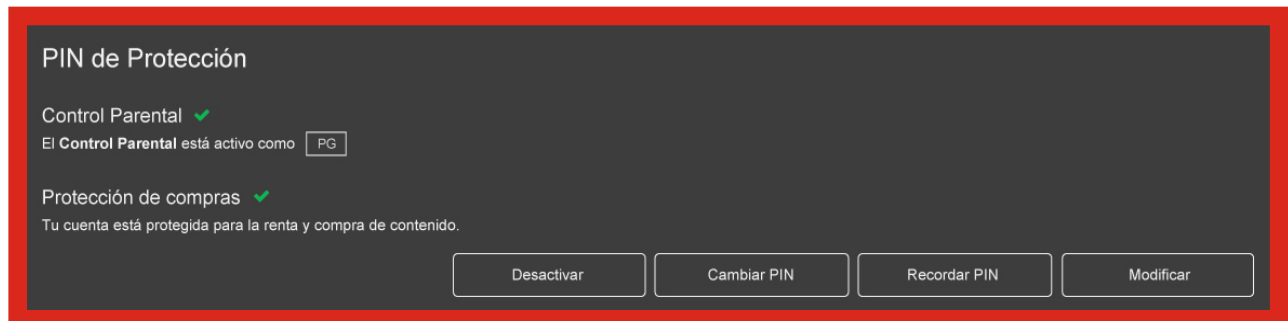 PIN de Protección
Control Parental
El Control Parental está activo como PG
Protección de compras
Tu cuenta está protegida para la renta y compra de contenido.
Desactivar Cambiar PIN Recordar PIN Modificar